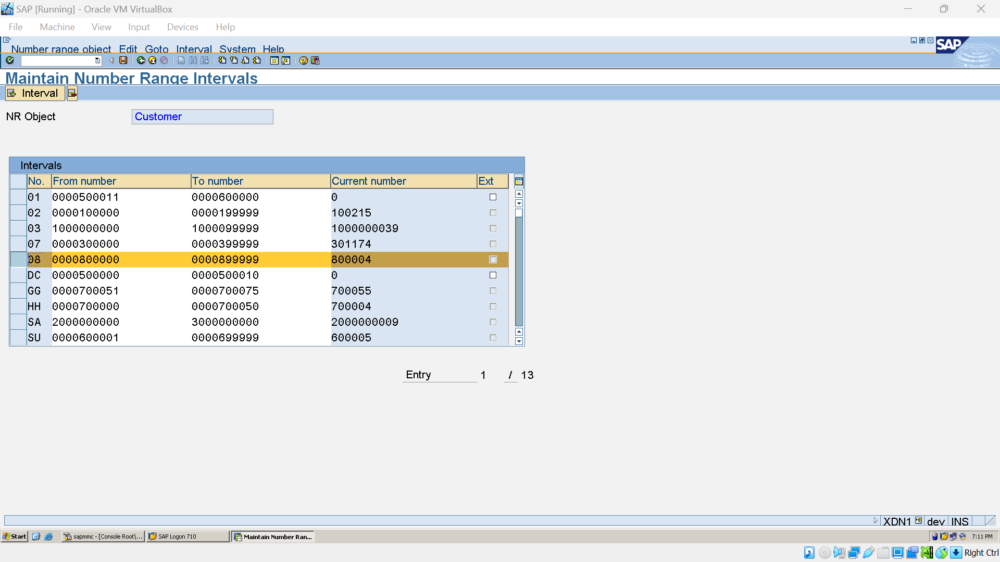 SAP [Running] - Oracle VM VirtualBox
File Machine View Input Devices Help
Number range object Edit Goto Interval System Help
SAP
Maintain Number Range Intervals
Interval
NR Object Customer
Intervals
No. From number To number Current number Ext
01 0000500011 0000600000 0
02 0000100000 0000199999 100215
03 1000000000 1000099999 1000000039
07 0000300000 0000399999 301174
08 0000800000 0000899999 800004
DC 0000500000 0000500010 0
GG 0000700051 0000700075 700055
HH 0000700000 0000700050 700004
SA 2000000000 3000000000 2000000009
SU 0000600001 0000699999 600005
Entry 1 / 13
XDN1 dev INS
Start sapmmc - [Console Root\... SAP Logon 710 Maintain Number Ran... 7:11 PM
Right Ctrl